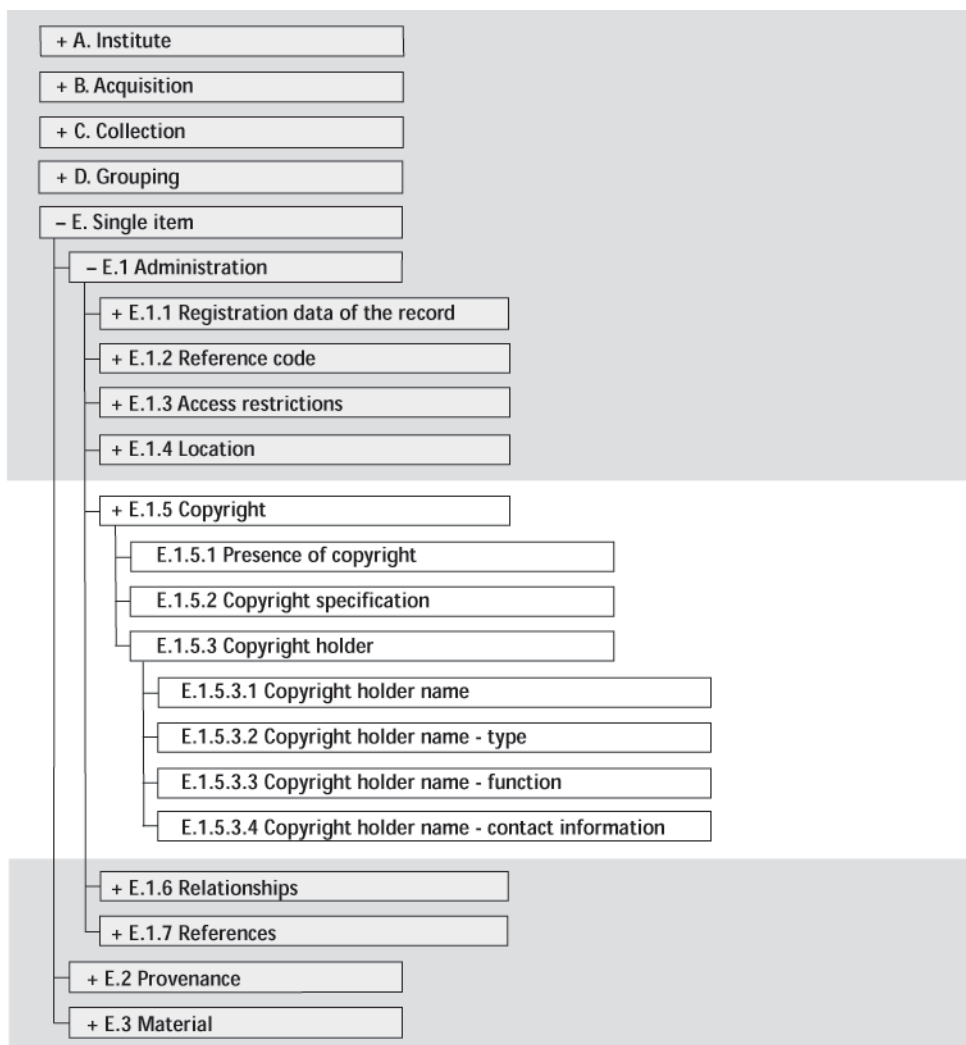 + A. Institute
+ B. Acquisition
+ C. Collection
+ D. Grouping
– E. Single item
– E.1 Administration
+ E.1.1 Registration data of the record
+ E.1.2 Reference code
+ E.1.3 Access restrictions
+ E.1.4 Location
+ E.1.5 Copyright
E.1.5.1 Presence of copyright
E.1.5.2 Copyright specification
E.1.5.3 Copyright holder
E.1.5.3.1 Copyright holder name
E.1.5.3.2 Copyright holder name - type
E.1.5.3.3 Copyright holder name - function
E.1.5.3.4 Copyright holder name - contact information
+ E.1.6 Relationships
+ E.1.7 References
+ E.2 Provenance
+ E.3 Material